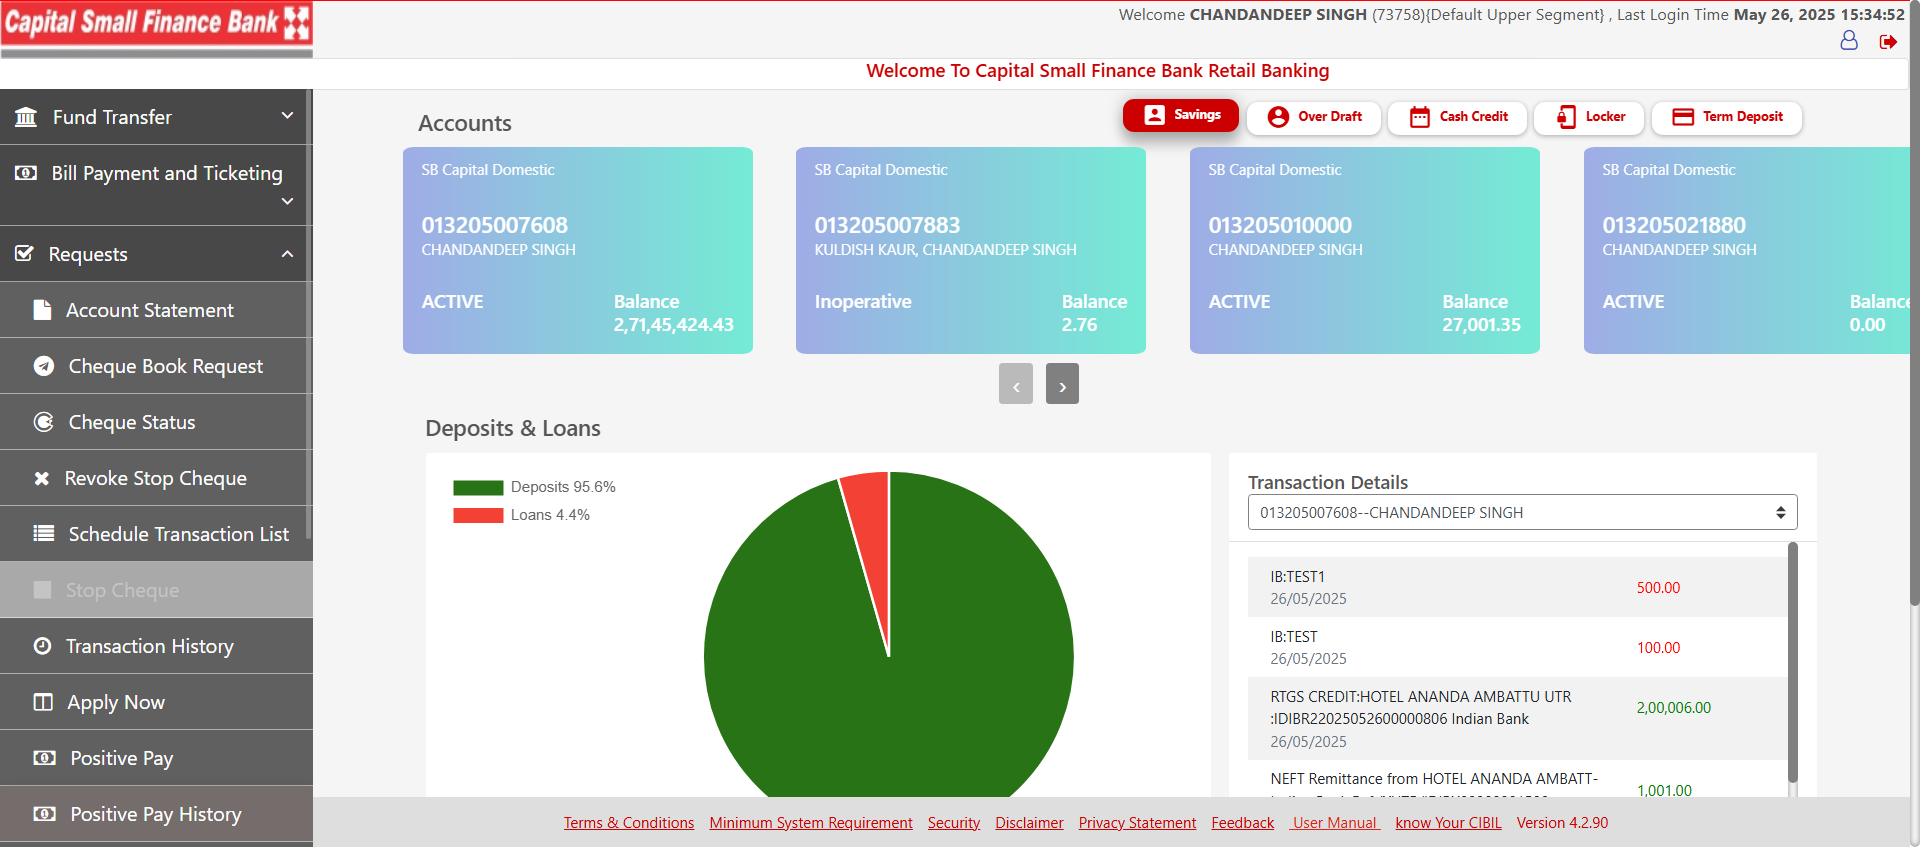 Capital Small Finance Bank
Welcome CHANDANDEEP SINGH (73758){Default Upper Segment} , Last Login Time May 26, 2025 15:34:52
Welcome To Capital Small Finance Bank Retail Banking
Fund Transfer
Bill Payment and Ticketing
Requests
Account Statement
Cheque Book Request
Cheque Status
Revoke Stop Cheque
Schedule Transaction List
Stop Cheque
Transaction History
Apply Now
Positive Pay
Positive Pay History
Accounts
Savings
Over Draft
Cash Credit
Locker
Term Deposit
SB Capital Domestic
013205007608
CHANDANDEEP SINGH
ACTIVE
Balance
2,71,45,424.43
SB Capital Domestic
013205007883
KULDISH KAUR, CHANDANDEEP SINGH
Inoperative
Balance
2.76
SB Capital Domestic
013205010000
CHANDANDEEP SINGH
ACTIVE
Balance
27,001.35
SB Capital Domestic
013205021880
CHANDANDEEP SINGH
ACTIVE
Balance
0.00
Deposits & Loans
Deposits 95.6%
Loans 4.4%
Transaction Details
013205007608--CHANDANDEEP SINGH
IB:TEST1
26/05/2025
500.00
IB:TEST
26/05/2025
100.00
RTGS CREDIT:HOTEL ANANDA AMBATTU UTR
:IDIBR22025052600000806 Indian Bank
26/05/2025
2,00,006.00
NEFT Remittance from HOTEL ANANDA AMBATT-
1,001.00
Terms & Conditions Minimum System Requirement Security Disclaimer Privacy Statement Feedback User Manual know Your CIBIL Version 4.2.90